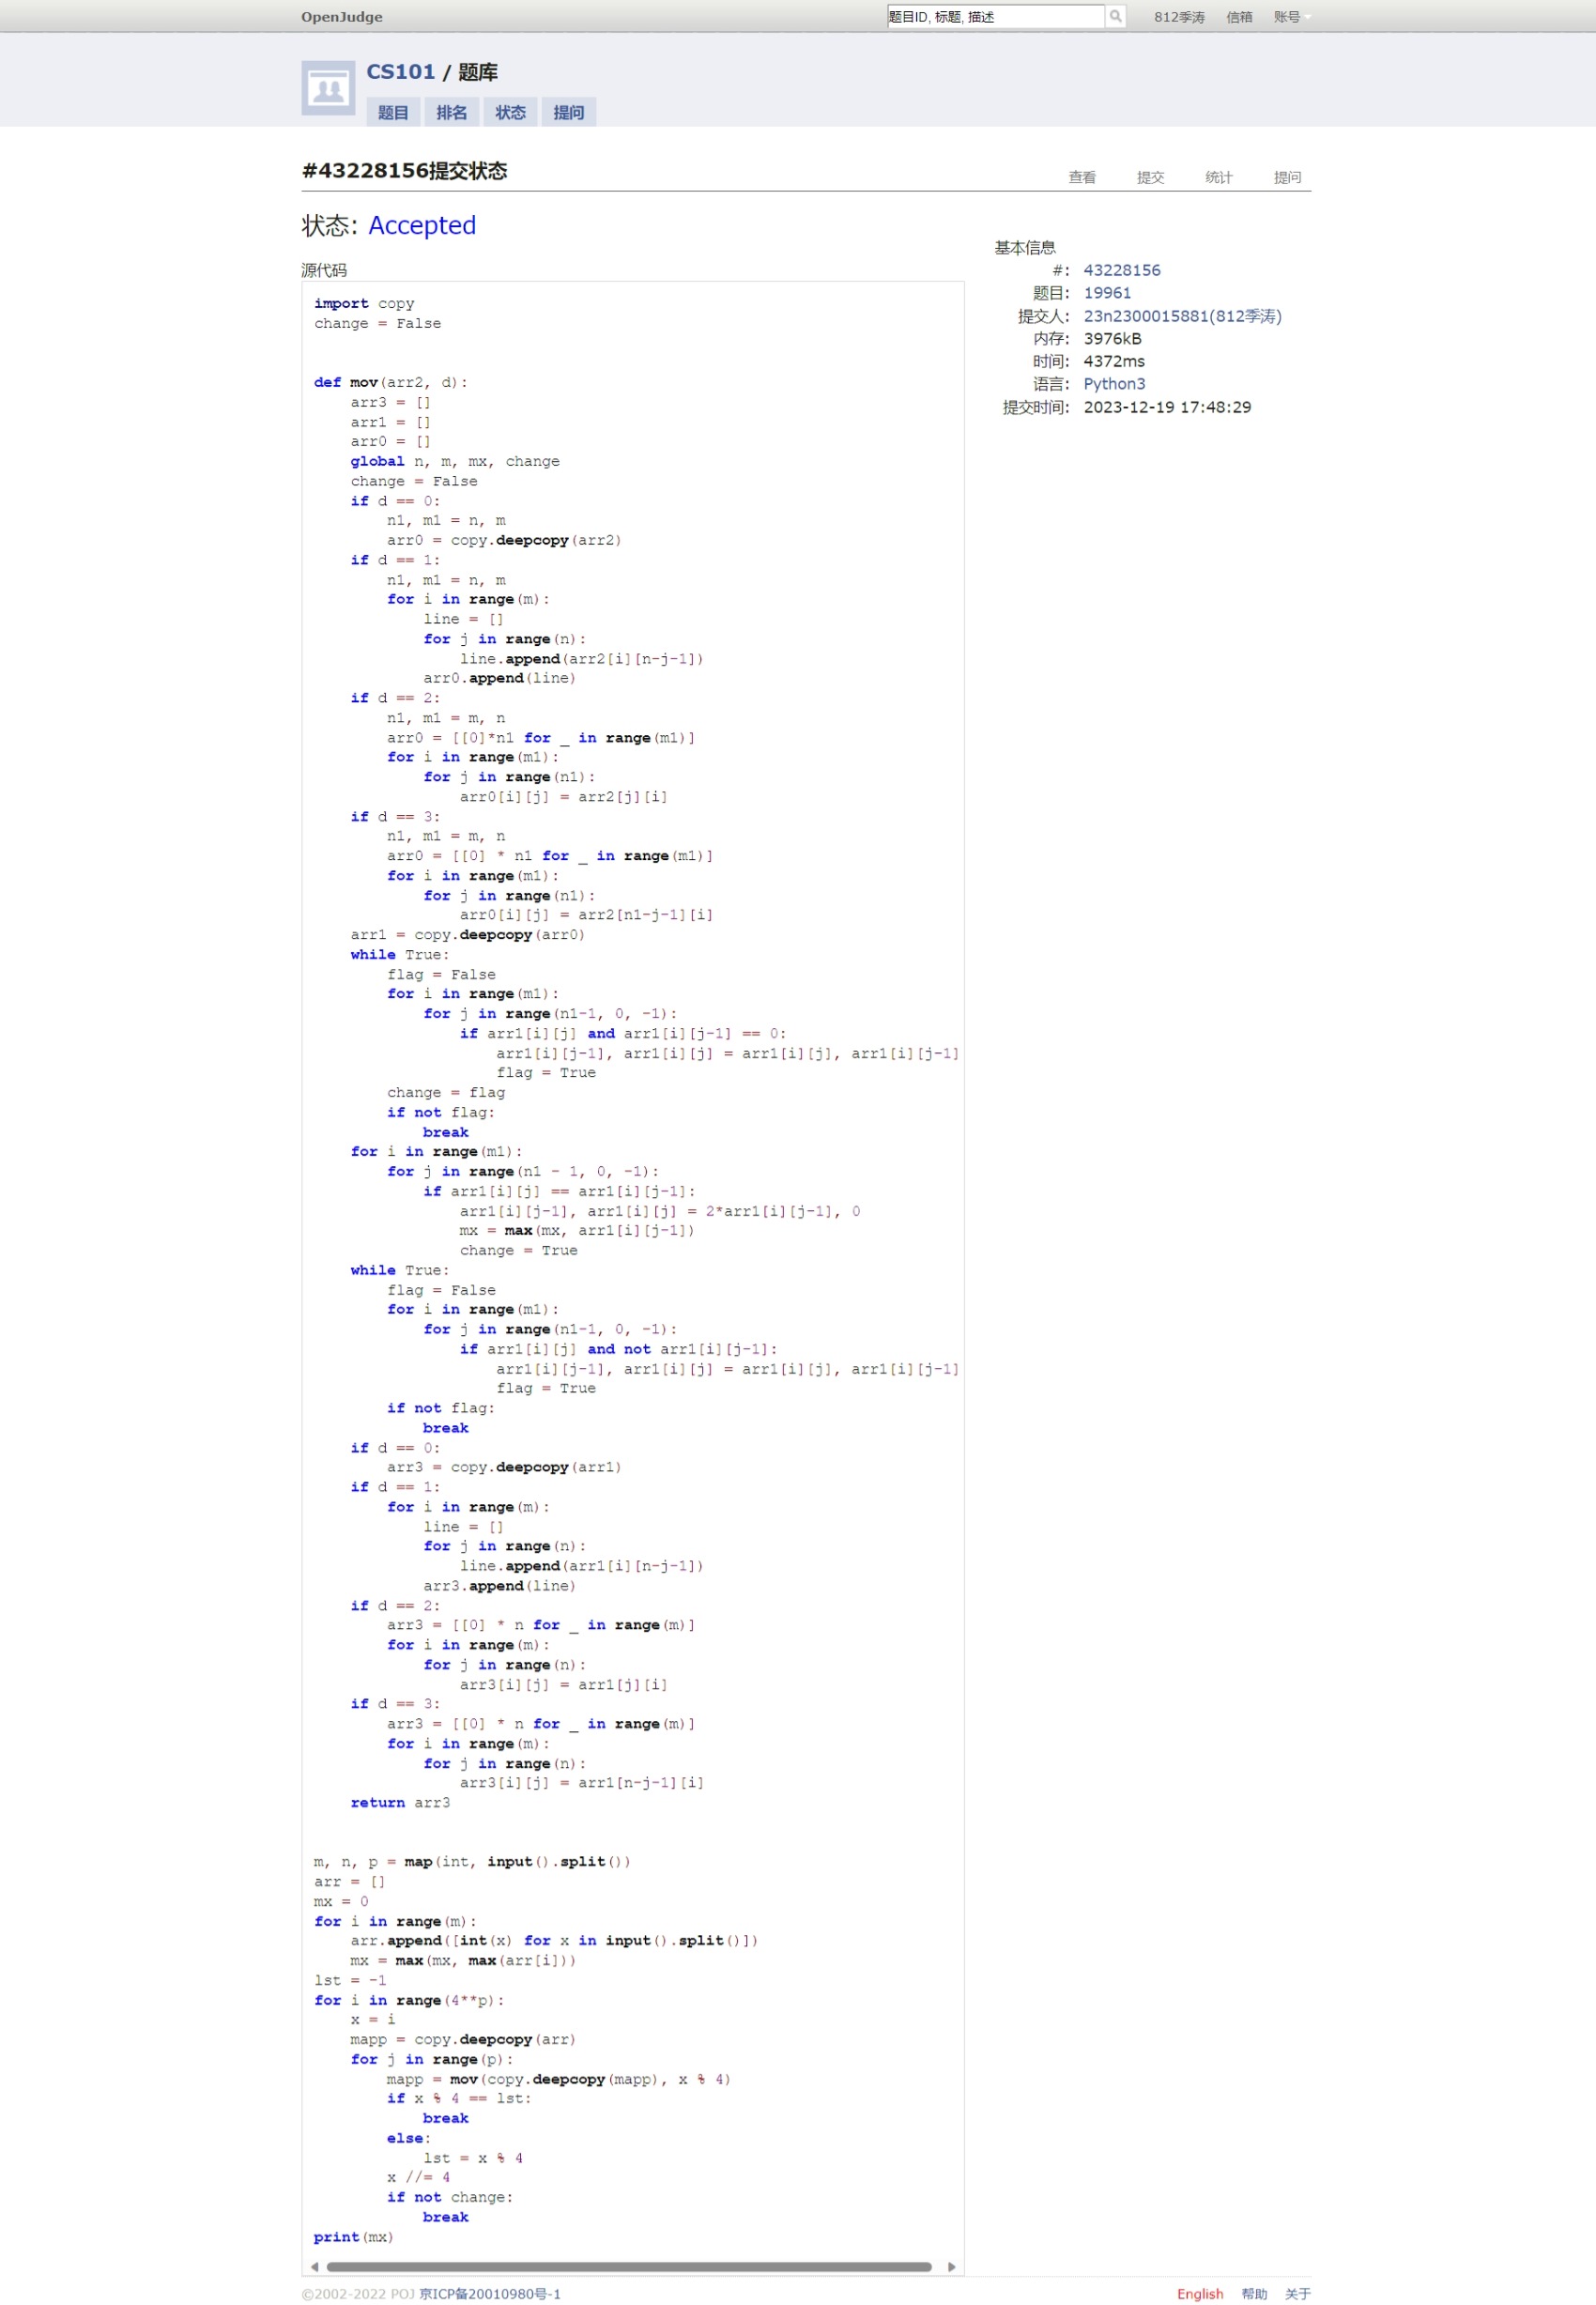 OpenJudge
题目ID, 标题, 描述
812季涛 信箱 账号
CS101 / 题库
题目 排名 状态 提问
#43228156提交状态
查看 提交 统计 提问
状态: Accepted
源代码
import copy
change = False
def mov(arr2, d):
    arr3 = []
    arr1 = []
    arr0 = []
    global n, m, mx, change
    change = False
    if d == 0:
        n1, m1 = n, m
        arr0 = copy.deepcopy(arr2)
    if d == 1:
        n1, m1 = n, m
        for i in range(m):
            line = []
            for j in range(n):
                line.append(arr2[i][n-j-1])
            arr0.append(line)
    if d == 2:
        n1, m1 = m, n
        arr0 = [[0]*n1 for _ in range(m1)]
        for i in range(m1):
            for j in range(n1):
                arr0[i][j] = arr2[j][i]
    if d == 3:
        n1, m1 = m, n
        arr0 = [[0] * n1 for _ in range(m1)]
        for i in range(m1):
            for j in range(n1):
                arr0[i][j] = arr2[n1-j-1][i]
    arr1 = copy.deepcopy(arr0)
    while True:
        flag = False
        for i in range(m1):
            for j in range(n1-1, 0, -1):
                if arr1[i][j] and arr1[i][j-1] == 0:
                    arr1[i][j-1], arr1[i][j] = arr1[i][j], arr1[i][j-1]
                    flag = True
        change = flag
        if not flag:
            break
    for i in range(m1):
        for j in range(n1 - 1, 0, -1):
            if arr1[i][j] == arr1[i][j-1]:
                arr1[i][j-1], arr1[i][j] = 2*arr1[i][j-1], 0
                mx = max(mx, arr1[i][j-1])
                change = True
    while True:
        flag = False
        for i in range(m1):
            for j in range(n1-1, 0, -1):
                if arr1[i][j] and not arr1[i][j-1]:
                    arr1[i][j-1], arr1[i][j] = arr1[i][j], arr1[i][j-1]
                    flag = True
        if not flag:
            break
    if d == 0:
        arr3 = copy.deepcopy(arr1)
    if d == 1:
        for i in range(m):
            line = []
            for j in range(n):
                line.append(arr1[i][n-j-1])
            arr3.append(line)
    if d == 2:
        arr3 = [[0] * n for _ in range(m)]
        for i in range(m):
            for j in range(n):
                arr3[i][j] = arr1[j][i]
    if d == 3:
        arr3 = [[0] * n for _ in range(m)]
        for i in range(m):
            for j in range(n):
                arr3[i][j] = arr1[n-j-1][i]
    return arr3
m, n, p = map(int, input().split())
arr = []
mx = 0
for i in range(m):
    arr.append([int(x) for x in input().split()])
    mx = max(mx, max(arr[i]))
lst = -1
for i in range(4**p):
    x = i
    mapp = copy.deepcopy(arr)
    for j in range(p):
        mapp = mov(copy.deepcopy(mapp), x % 4)
        if x % 4 == lst:
            break
        else:
            lst = x % 4
        x //= 4
        if not change:
            break
print(mx)
基本信息
#: 43228156
题目: 19961
提交人: 23n2300015881(812季涛)
内存: 3976kB
时间: 4372ms
语言: Python3
提交时间: 2023-12-19 17:48:29
©2002-2022 POJ 京ICP备20010980号-1
English 帮助 关于